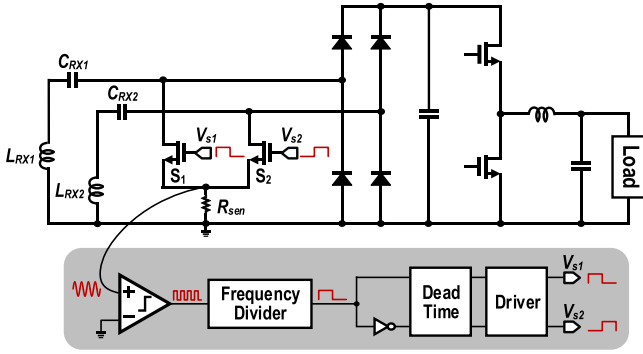 C_RX1
C_RX2
V_s1
V_s2
L_RX1
S_1
S_2
L_RX2
R_sen
Load
+
−
Frequency
Divider
Dead
Time
Driver
V_s1
V_s2